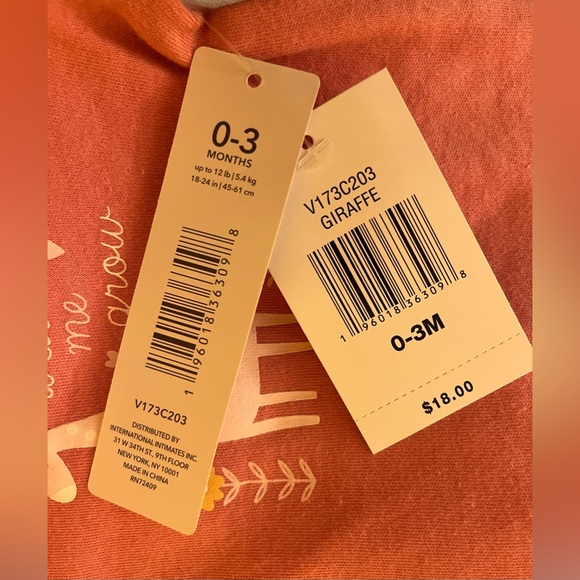 0-3
MONTHS
up to 12 lb | 5.4 kg
18-24 in | 45-61 cm
1 96018 36309 8
V173C203
DISTRIBUTED BY
INTERNATIONAL INTIMATES INC.
31 W 34TH ST, 9TH FLOOR
NEW YORK, NY 10001
MADE IN CHINA
RN72409
V173C203
GIRAFFE
1 96018 36309 8
0-3M
$18.00
me
grow